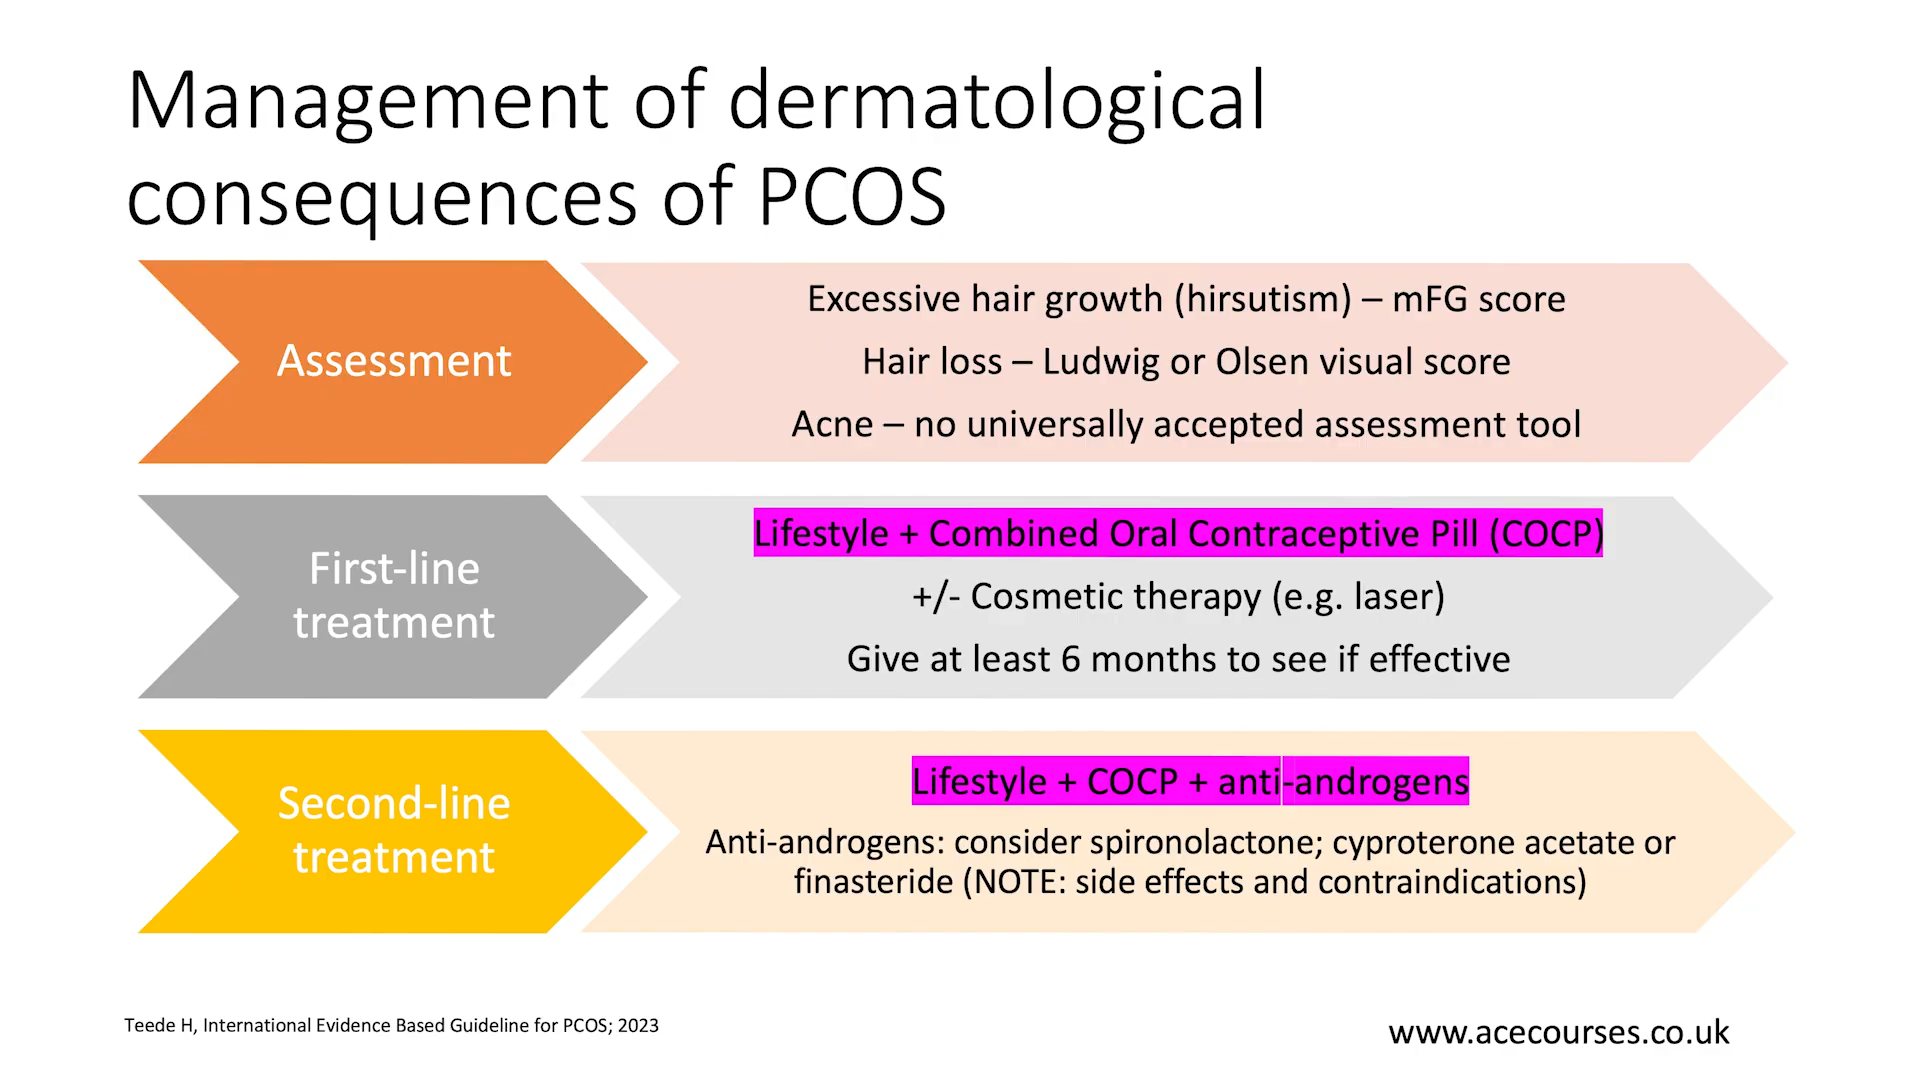 Management of dermatological
consequences of PCOS
Assessment
Excessive hair growth (hirsutism) – mFG score
Hair loss – Ludwig or Olsen visual score
Acne – no universally accepted assessment tool
First-line
treatment
Lifestyle + Combined Oral Contraceptive Pill (COCP)
+/- Cosmetic therapy (e.g. laser)
Give at least 6 months to see if effective
Second-line
treatment
Lifestyle + COCP + anti-androgens
Anti-androgens: consider spironolactone; cyproterone acetate or
finasteride (NOTE: side effects and contraindications)
Teede H, International Evidence Based Guideline for PCOS; 2023
www.acecourses.co.uk